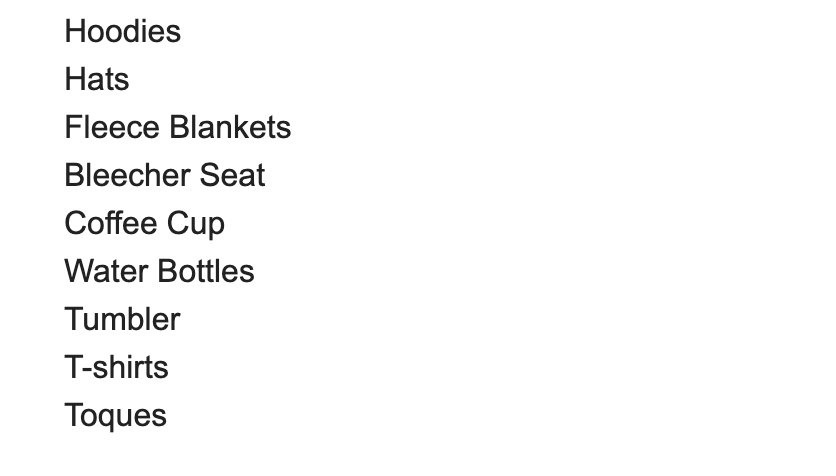 Hoodies
Hats
Fleece Blankets
Bleecher Seat
Coffee Cup
Water Bottles
Tumbler
T-shirts
Toques